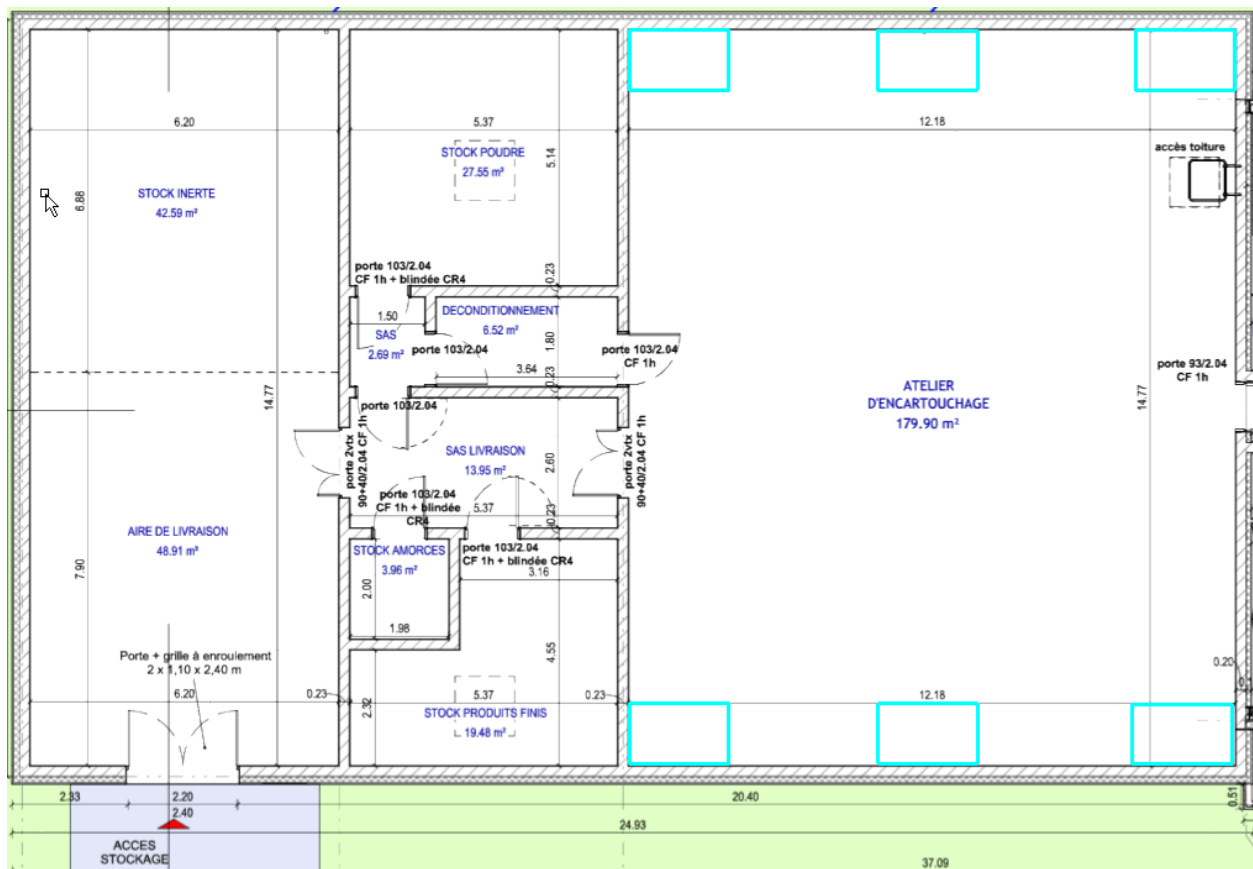 6.20
5.37
12.18
STOCK POUDRE
27.55 m²
5.14
accès toiture
STOCK INERTE
42.59 m²
6.88
porte 103/2.04
CF 1h + blindée CR4
0.23
DECONDITIONNEMENT
6.52 m²
1.50
SAS
2.69 m²
porte 103/2.04
1.80
porte 103/2.04
CF 1h
3.64
0.23
porte 93/2.04
CF 1h
ATELIER
D'ENCARTOUCHAGE
179.90 m²
14.77
14.77
porte 103/2.04
porte 2vtx
90+40/2.04 CF 1h
SAS LIVRAISON
13.95 m²
2.60
porte 2vtx
90+40/2.04 CF 1h
porte 103/2.04
CF 1h + blindée
CR4
5.37
0.23
AIRE DE LIVRAISON
48.91 m²
7.90
STOCK AMORCES
3.96 m²
porte 103/2.04
CF 1h + blindée CR4
3.16
2.00
1.98
4.55
Porte + grille à enroulement
2 x 1,10 x 2,40 m
0.20
6.20
0.23
2.32
5.37
0.23
12.18
STOCK PRODUITS FINIS
19.48 m²
2.33
2.20
2.40
20.40
0.51
24.93
ACCES
STOCKAGE
37.09